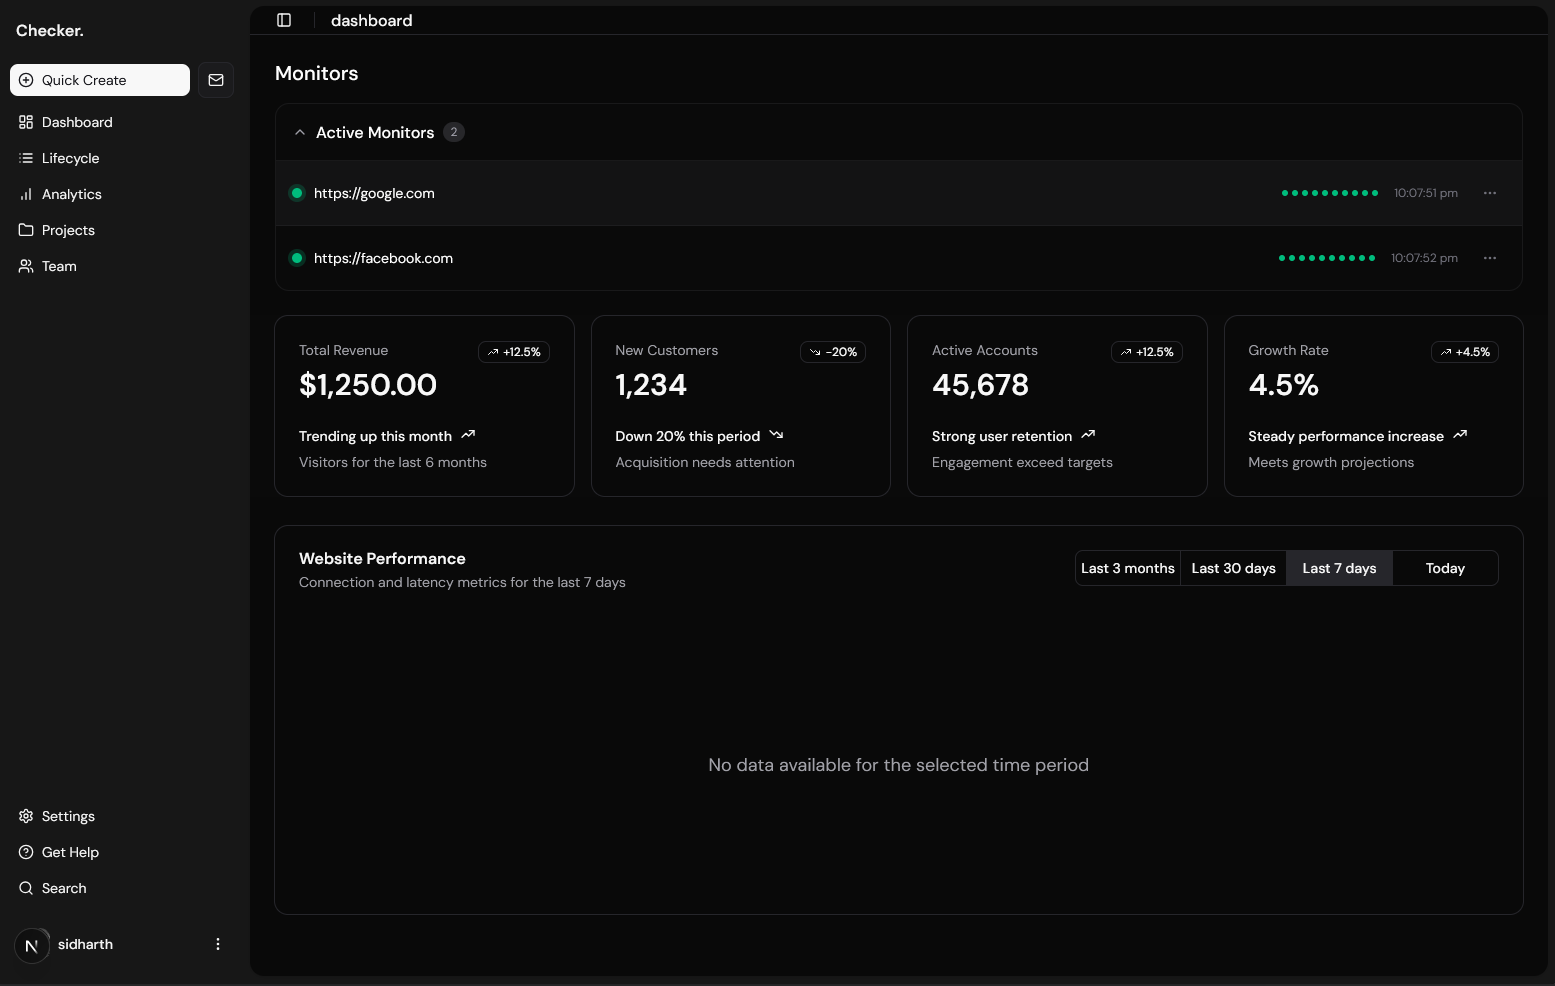 Checker.
Quick Create
Dashboard
Lifecycle
Analytics
Projects
Team
Settings
Get Help
Search
N sidharth
dashboard
Monitors
Active Monitors 2
https://google.com 10:07:51 pm
https://facebook.com 10:07:52 pm
Total Revenue +12.5%
$1,250.00
Trending up this month
Visitors for the last 6 months
New Customers -20%
1,234
Down 20% this period
Acquisition needs attention
Active Accounts +12.5%
45,678
Strong user retention
Engagement exceed targets
Growth Rate +4.5%
4.5%
Steady performance increase
Meets growth projections
Website Performance
Connection and latency metrics for the last 7 days
Last 3 months Last 30 days Last 7 days Today
No data available for the selected time period